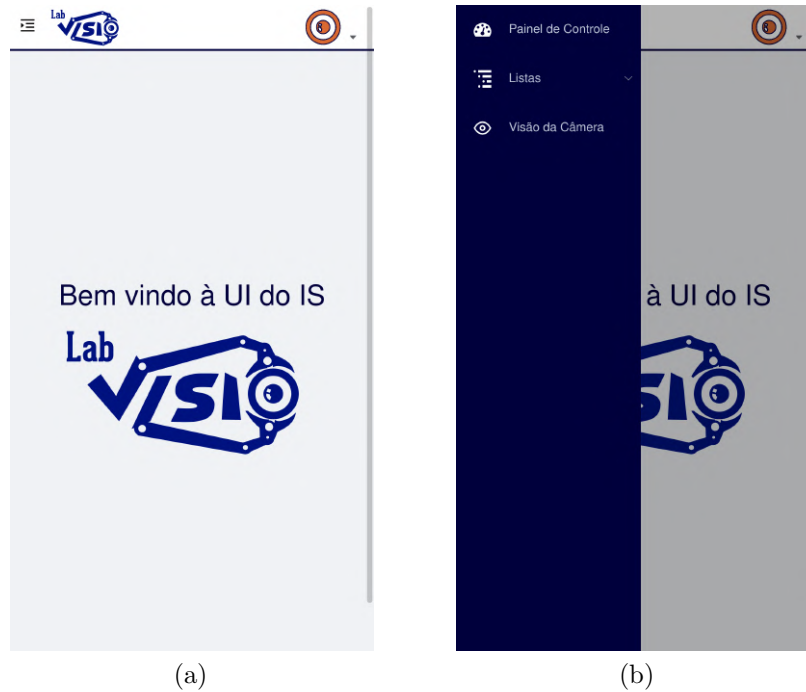 Lab
VISIO
Bem vindo à UI do IS
Lab
VISIO
(a)
Painel de Controle
Listas
Visão da Câmera
à UI do IS
SIO
(b)